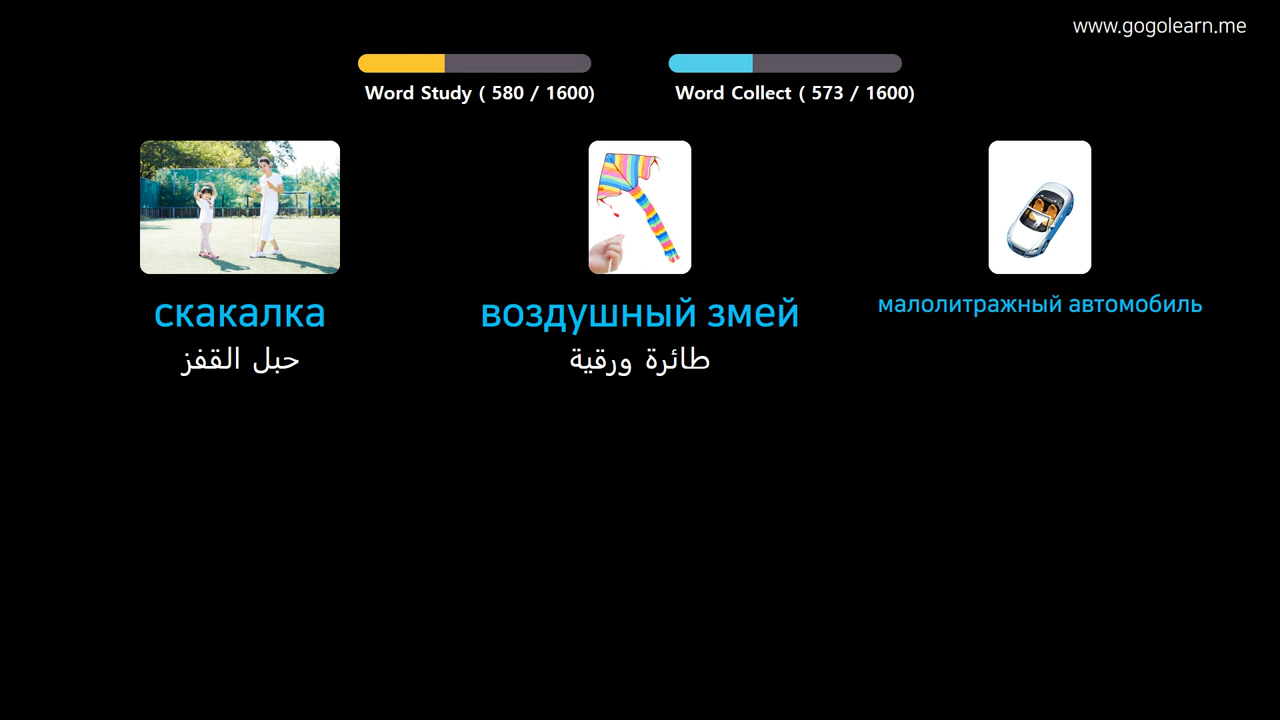 www.gogolearn.me
Word Study ( 580 / 1600)
Word Collect ( 573 / 1600)
скакалка
حبل القفز
воздушный змей
طائرة ورقية
малолитражный автомобиль